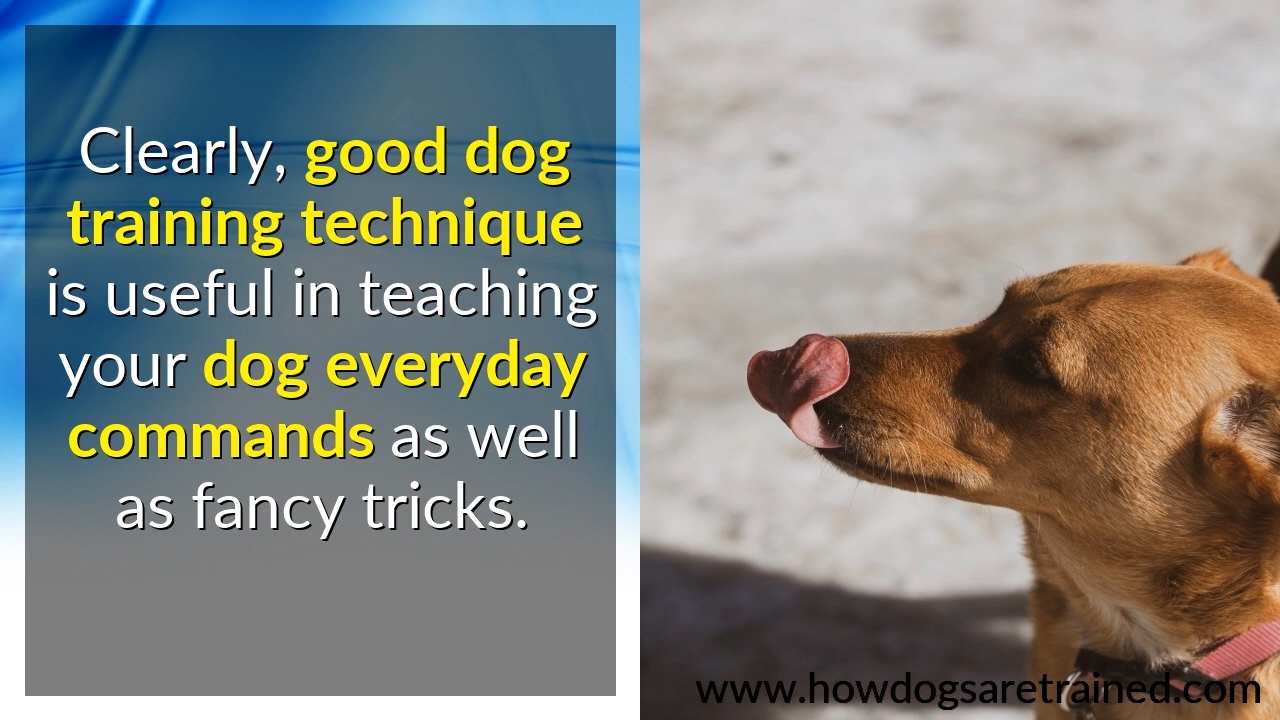 Clearly, good dog
training technique
is useful in teaching
your dog everyday
commands as well
as fancy tricks.
www.howdogsaretrained.com